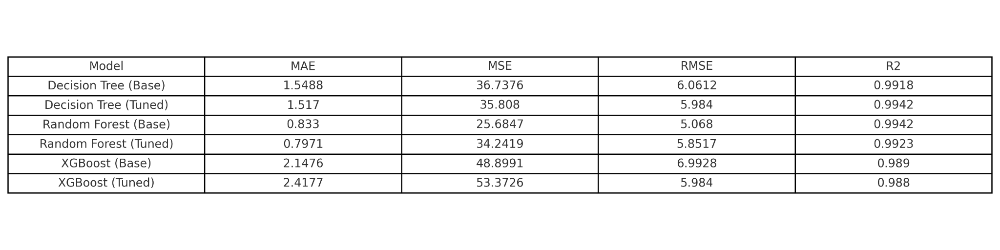 Model MAE MSE RMSE R2
Decision Tree (Base) 1.5488 36.7376 6.0612 0.9918
Decision Tree (Tuned) 1.517 35.808 5.984 0.9942
Random Forest (Base) 0.833 25.6847 5.068 0.9942
Random Forest (Tuned) 0.7971 34.2419 5.8517 0.9923
XGBoost (Base) 2.1476 48.8991 6.9928 0.989
XGBoost (Tuned) 2.4177 53.3726 5.984 0.988